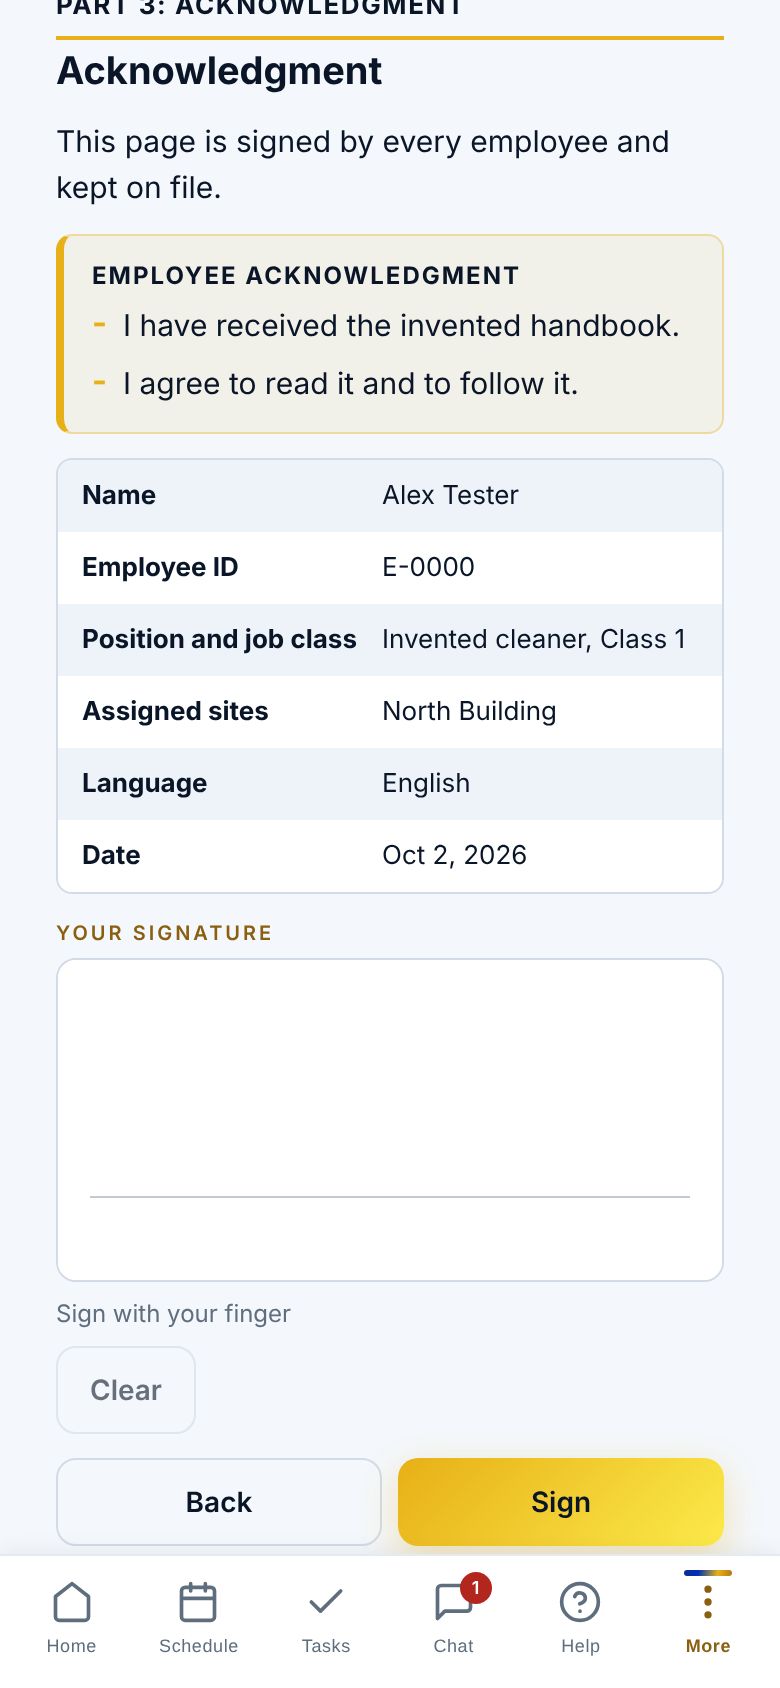 PART 3: ACKNOWLEDGMENT
Acknowledgment
This page is signed by every employee and
kept on file.
EMPLOYEE ACKNOWLEDGMENT
- I have received the invented handbook.
- I agree to read it and to follow it.
Name Alex Tester
Employee ID E-0000
Position and job class Invented cleaner, Class 1
Assigned sites North Building
Language English
Date Oct 2, 2026
YOUR SIGNATURE
Sign with your finger
Clear
Back Sign
1
Home Schedule Tasks Chat Help More